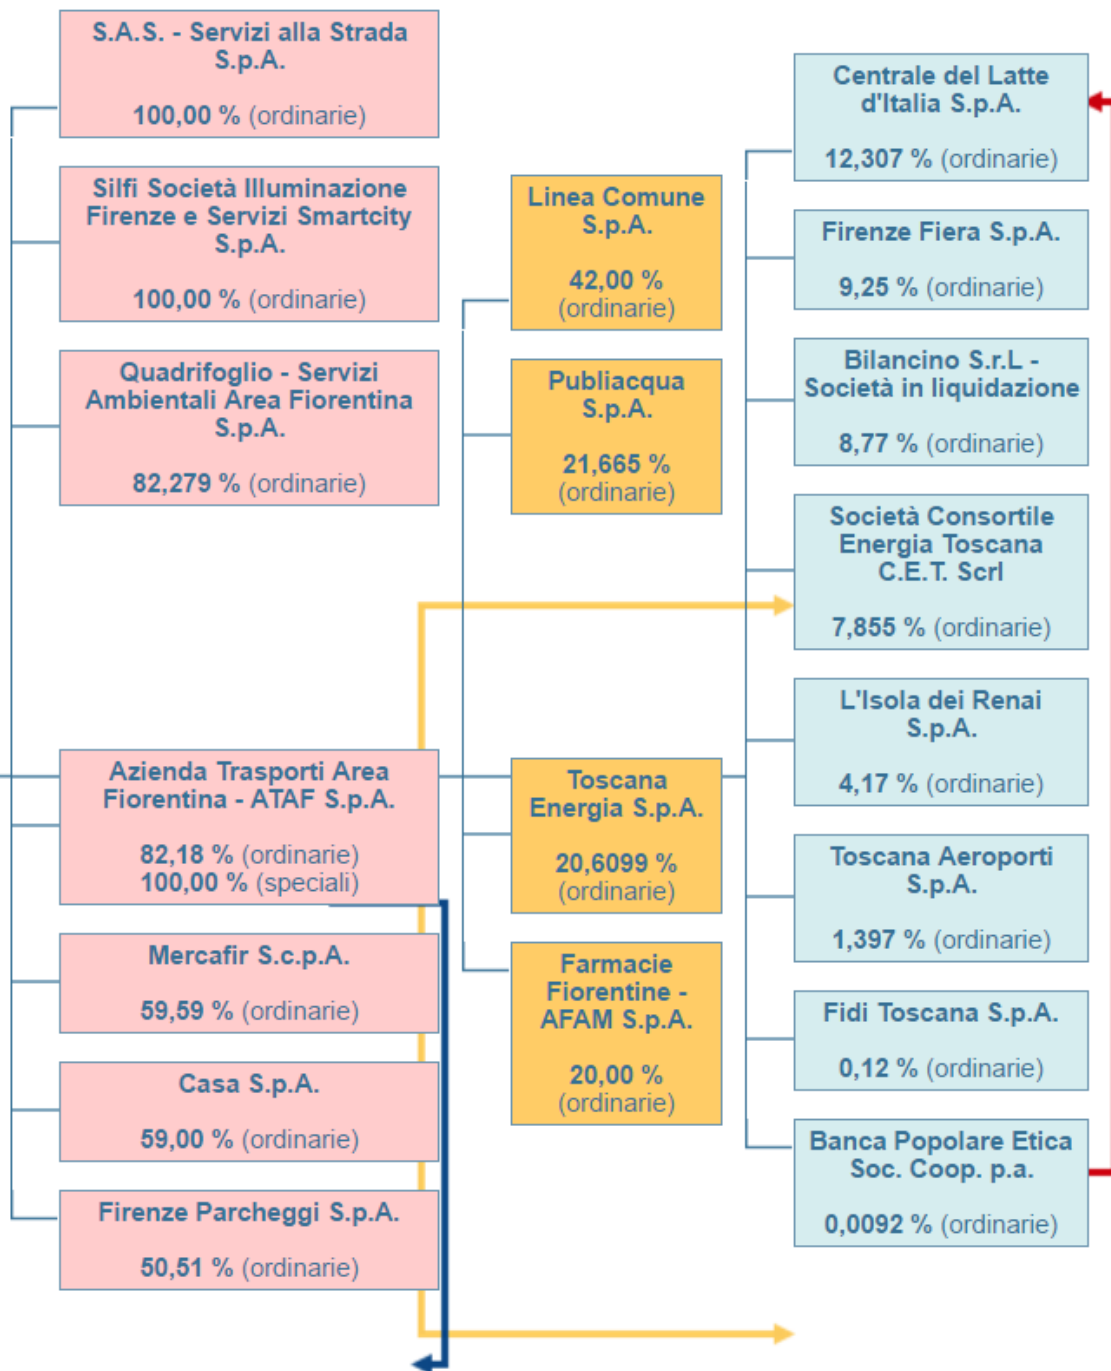 S.A.S. - Servizi alla Strada
S.p.A.
100,00 % (ordinarie)
Silfi Società Illuminazione
Firenze e Servizi Smartcity
S.p.A.
100,00 % (ordinarie)
Quadrifoglio - Servizi
Ambientali Area Fiorentina
S.p.A.
82,279 % (ordinarie)
Azienda Trasporti Area
Fiorentina - ATAF S.p.A.
82,18 % (ordinarie)
100,00 % (speciali)
Mercafir S.c.p.A.
59,59 % (ordinarie)
Casa S.p.A.
59,00 % (ordinarie)
Firenze Parcheggi S.p.A.
50,51 % (ordinarie)
Linea Comune
S.p.A.
42,00 %
(ordinarie)
Publiacqua
S.p.A.
21,665 %
(ordinarie)
Toscana
Energia S.p.A.
20,6099 %
(ordinarie)
Farmacie
Fiorentine -
AFAM S.p.A.
20,00 %
(ordinarie)
Centrale del Latte
d'Italia S.p.A.
12,307 % (ordinarie)
Firenze Fiera S.p.A.
9,25 % (ordinarie)
Bilancino S.r.L -
Società in liquidazione
8,77 % (ordinarie)
Società Consortile
Energia Toscana
C.E.T. Scrl
7,855 % (ordinarie)
L'Isola dei Renai
S.p.A.
4,17 % (ordinarie)
Toscana Aeroporti
S.p.A.
1,397 % (ordinarie)
Fidi Toscana S.p.A.
0,12 % (ordinarie)
Banca Popolare Etica
Soc. Coop. p.a.
0,0092 % (ordinarie)